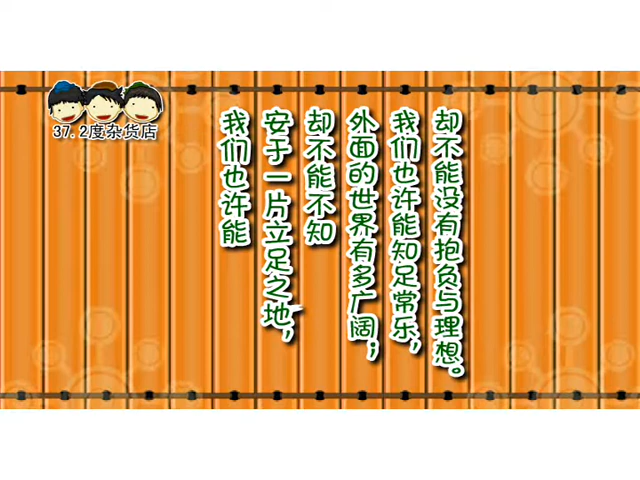 37.2度杂货店
我们也许能
安于一片立足之地，
却不能不知
外面的世界有多广阔；
我们也许能知足常乐，
却不能没有抱负与理想。